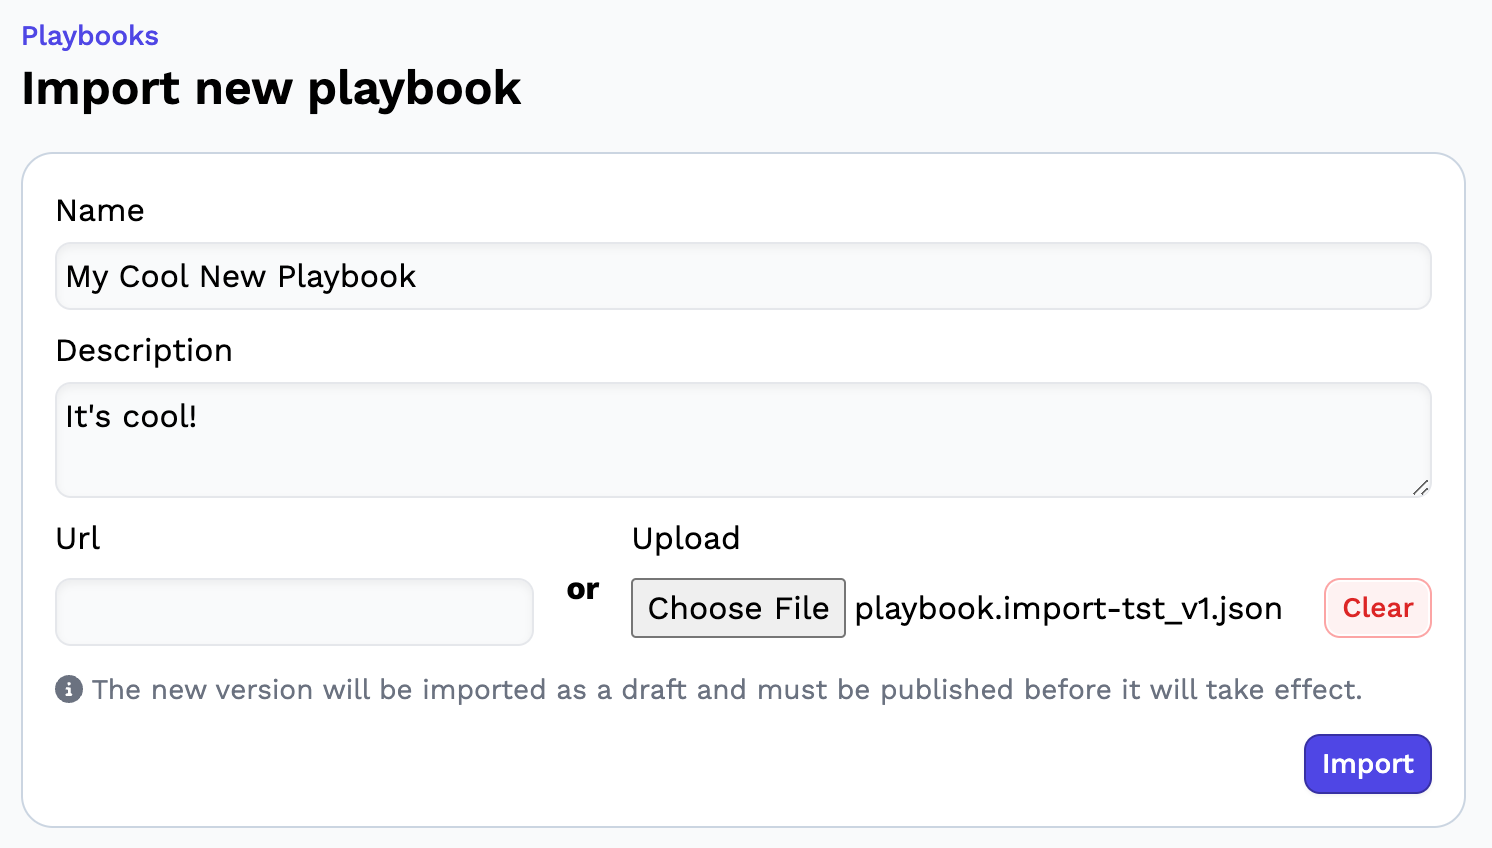 Playbooks
Import new playbook
Name
My Cool New Playbook
Description
It's cool!
Url
or
Upload
Choose File playbook.import-tst_v1.json
Clear
The new version will be imported as a draft and must be published before it will take effect.
Import